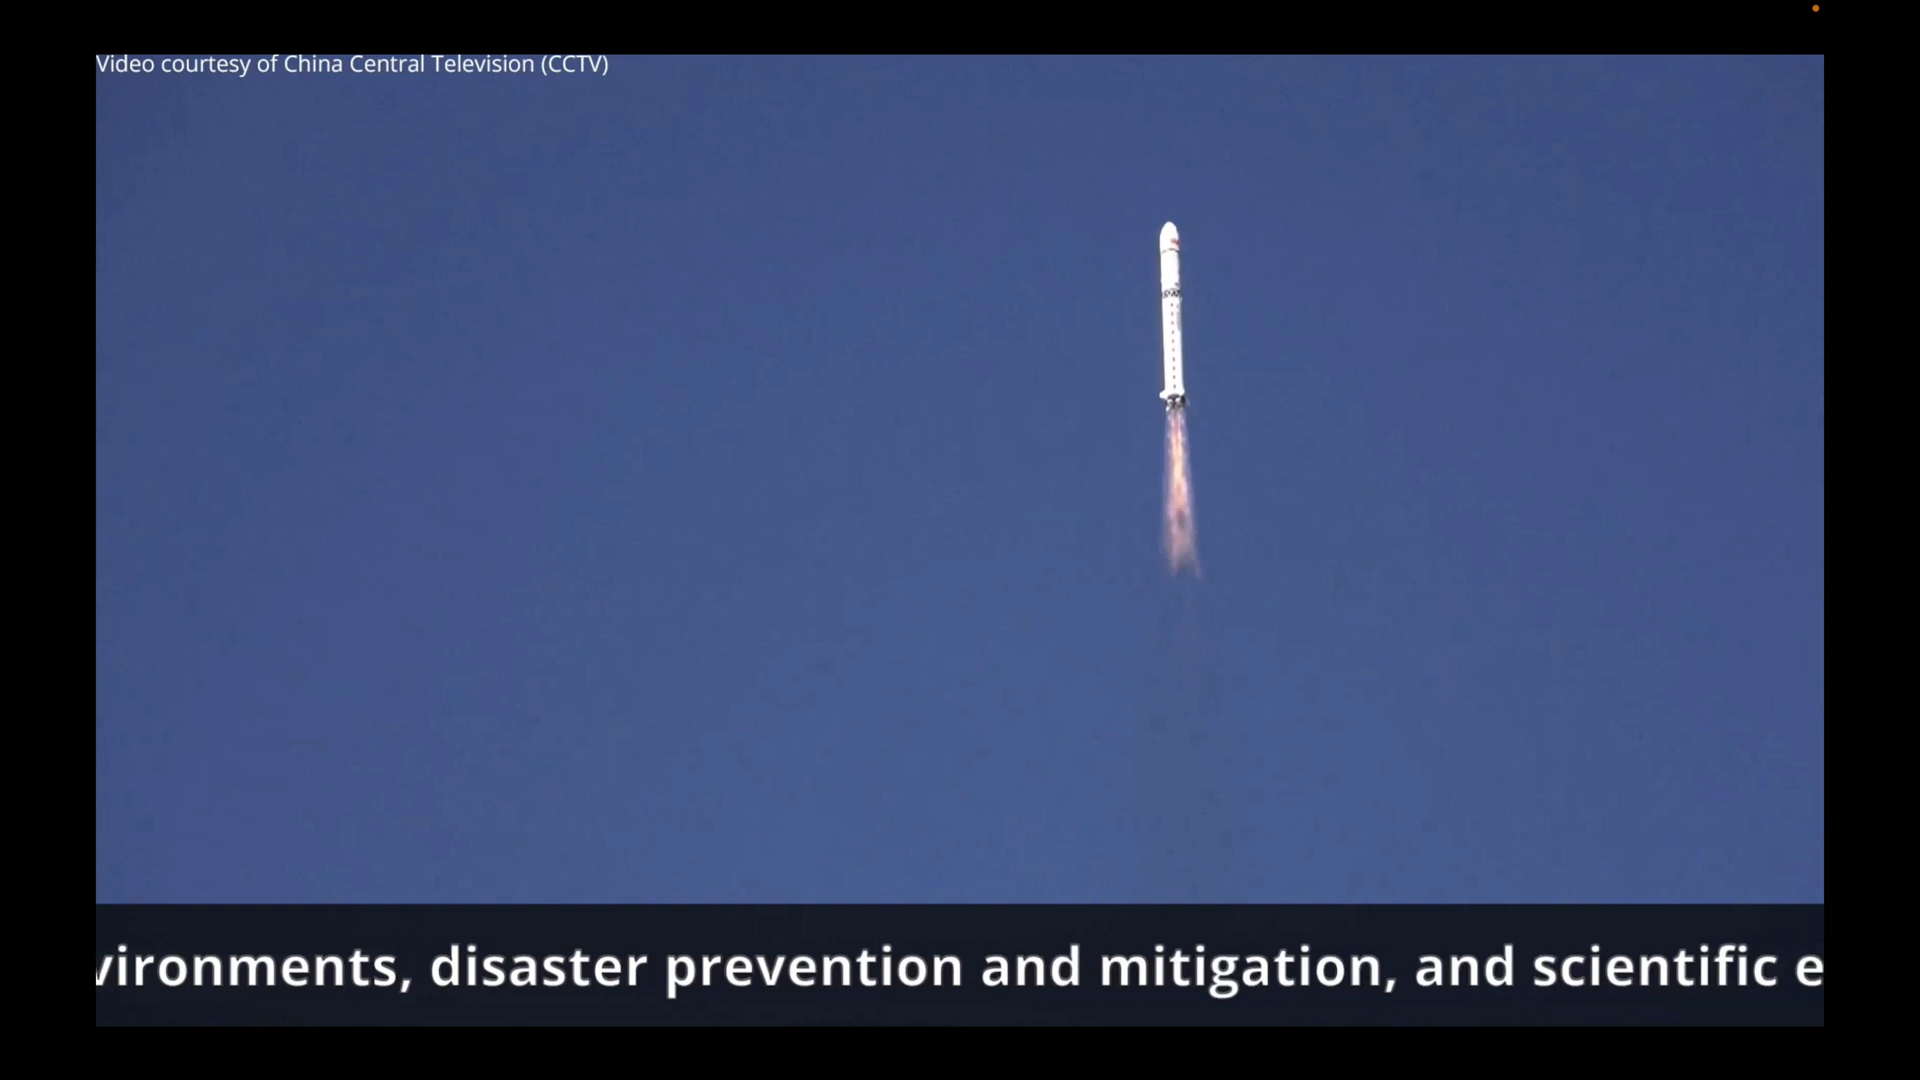 Video courtesy of China Central Television (CCTV)
vironments, disaster prevention and mitigation, and scientific e